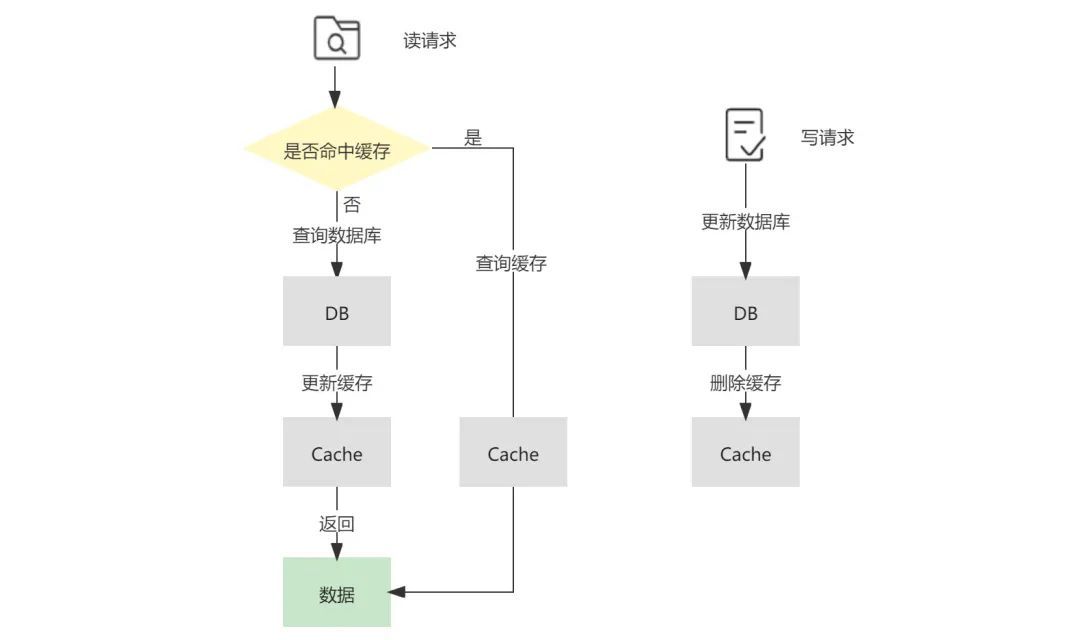 读请求
是否命中缓存
是
否
查询数据库
查询缓存
DB
更新缓存
Cache
Cache
返回
数据
写请求
更新数据库
DB
删除缓存
Cache